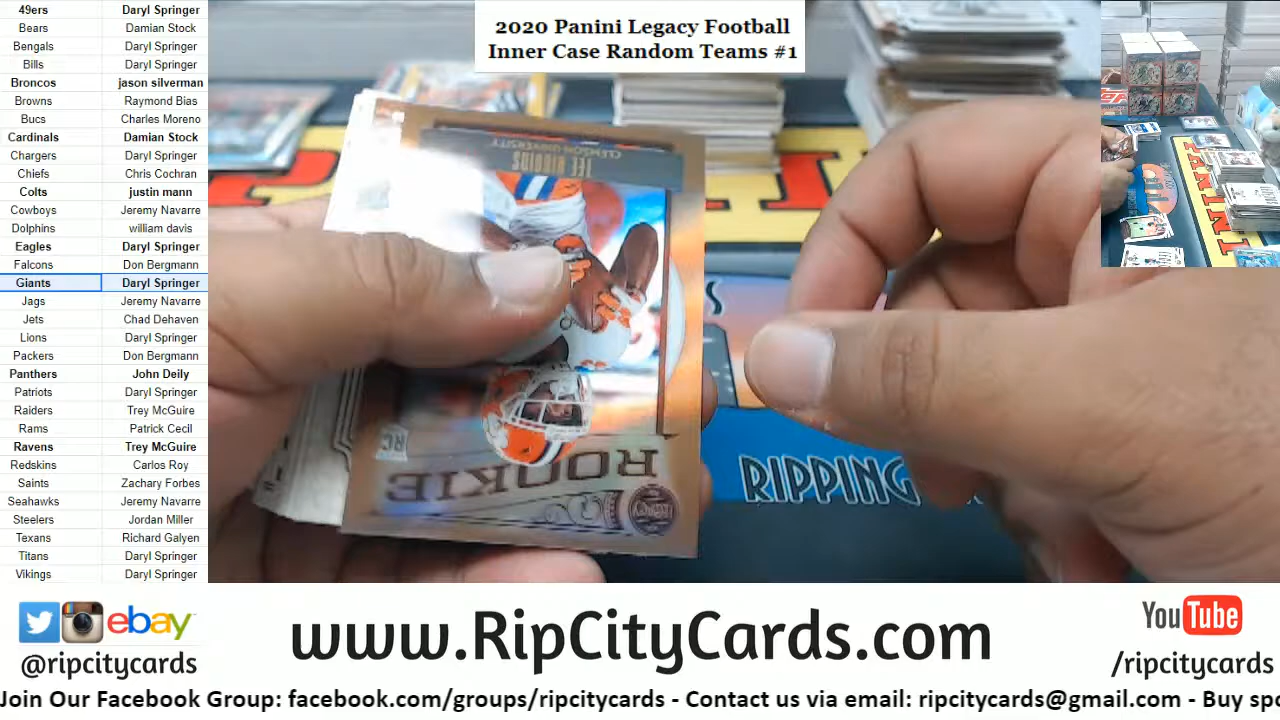 49ers Daryl Springer
Bears Damian Stock
Bengals Daryl Springer
Bills Daryl Springer
Broncos jason silverman
Browns Raymond Bias
Bucs Charles Moreno
Cardinals Damian Stock
Chargers Daryl Springer
Chiefs Chris Cochran
Colts justin mann
Cowboys Jeremy Navarre
Dolphins william davis
Eagles Daryl Springer
Falcons Don Bergmann
Giants Daryl Springer
Jags Jeremy Navarre
Jets Chad Dehaven
Lions Daryl Springer
Packers Don Bergmann
Panthers John Deily
Patriots Daryl Springer
Raiders Trey McGuire
Rams Patrick Cecil
Ravens Trey McGuire
Redskins Carlos Roy
Saints Zachary Forbes
Seahawks Jeremy Navarre
Steelers Jordan Miller
Texans Richard Galyen
Titans Daryl Springer
Vikings Daryl Springer
2020 Panini Legacy Football
Inner Case Random Teams #1
CLEMSON UNIVERSITY
TEE HIGGINS
RC
ROOKIE
RIPPING
ebay
@ripcitycards
www.RipCityCards.com
YouTube
/ripcitycards
Join Our Facebook Group: facebook.com/groups/ripcitycards - Contact us via email: ripcitycards@gmail.com - Buy spo